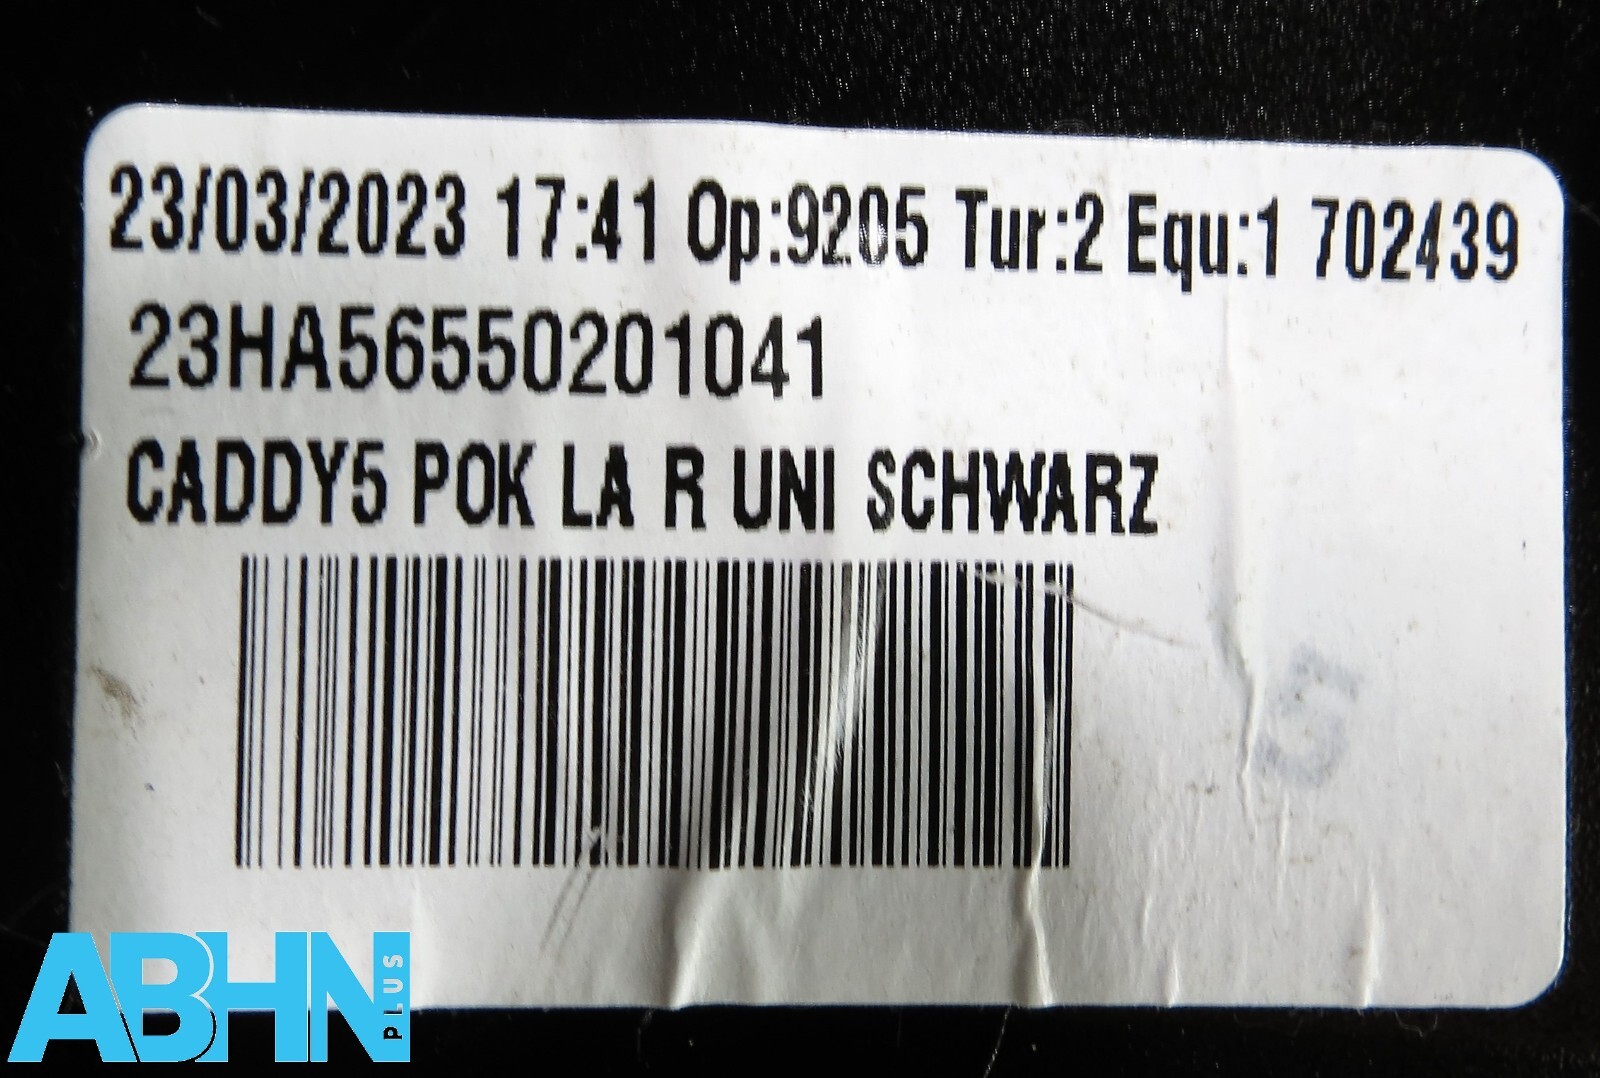 23/03/2023 17:41 Op:9205 Tur:2 Equ:1 702439
23HA56550201041
CADDY5 POK LA R UNI SCHWARZ
5
ABHN PLUS